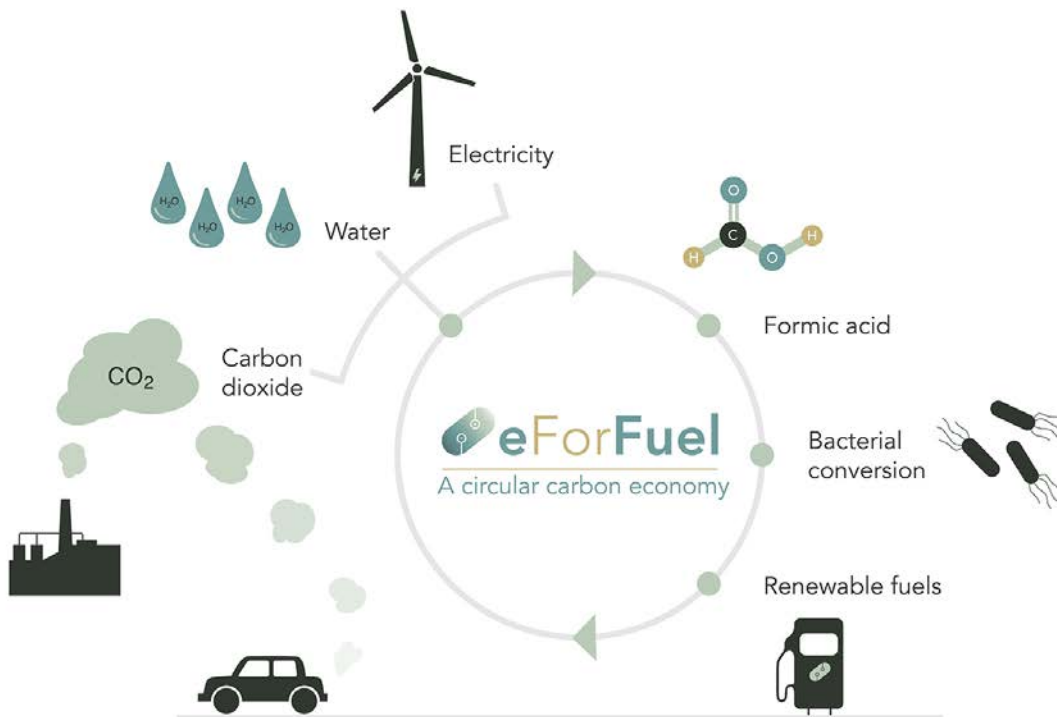 Electricity
H₂O
H₂O
H₂O
H₂O
Water
O
C
H
O
H
Formic acid
CO₂
Carbon
dioxide
eForFuel
A circular carbon economy
Bacterial
conversion
Renewable fuels